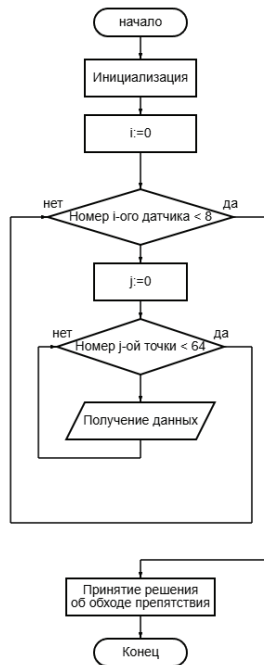 начало
Инициализация
i:=0
нет
да
Номер i-ого датчика < 8
j:=0
нет
да
Номер j-ой точки < 64
Получение данных
Принятие решения
об обходе препятствия
Конец